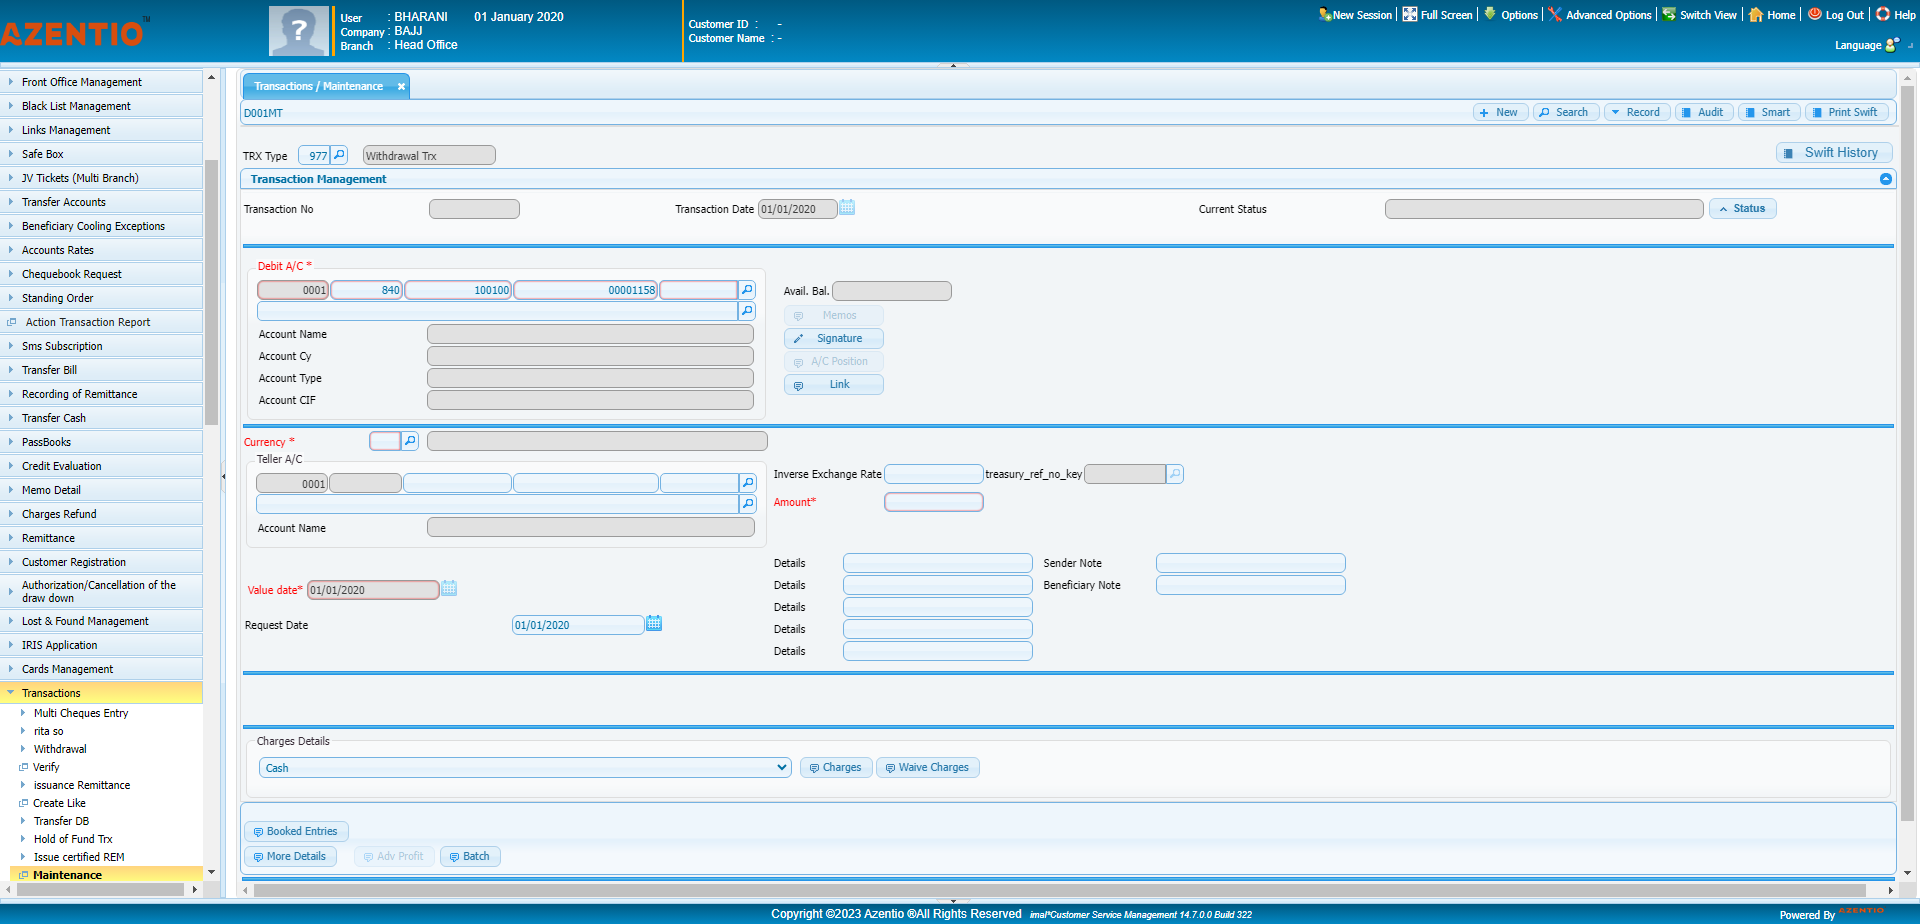 AZENTIO™
User : BHARANI 01 January 2020
Company : BAJJ
Branch : Head Office
Customer ID : -
Customer Name : -
New Session Full Screen Options Advanced Options Switch View Home Log Out Help
Language
Front Office Management
Black List Management
Links Management
Safe Box
JV Tickets (Multi Branch)
Transfer Accounts
Beneficiary Cooling Exceptions
Accounts Rates
Chequebook Request
Standing Order
Action Transaction Report
Sms Subscription
Transfer Bill
Recording of Remittance
Transfer Cash
PassBooks
Credit Evaluation
Memo Detail
Charges Refund
Remittance
Customer Registration
Authorization/Cancellation of the
draw down
Lost & Found Management
IRIS Application
Cards Management
Transactions
Multi Cheques Entry
rita so
Withdrawal
Verify
issuance Remittance
Create Like
Transfer DB
Hold of Fund Trx
Issue certified REM
Maintenance
Transactions / Maintenance
D001MT
New Search Record Audit Smart Print Swift
TRX Type 977 Withdrawal Trx
Swift History
Transaction Management
Transaction No Transaction Date 01/01/2020 Current Status Status
Debit A/C *
0001 840 100100 00001158
Account Name
Account Cy
Account Type
Account CIF
Avail. Bal.
Memos
Signature
A/C Position
Link
Currency *
Teller A/C
0001
Account Name
Inverse Exchange Rate treasury_ref_no_key
Amount*
Value date* 01/01/2020
Request Date 01/01/2020
Details Sender Note
Details Beneficiary Note
Details
Details
Details
Charges Details
Cash Charges Waive Charges
Booked Entries
More Details Adv Profit Batch
Copyright ©2023 Azentio ®All Rights Reserved imal*Customer Service Management 14.7.0.0 Build 322
Powered By AZENTIO